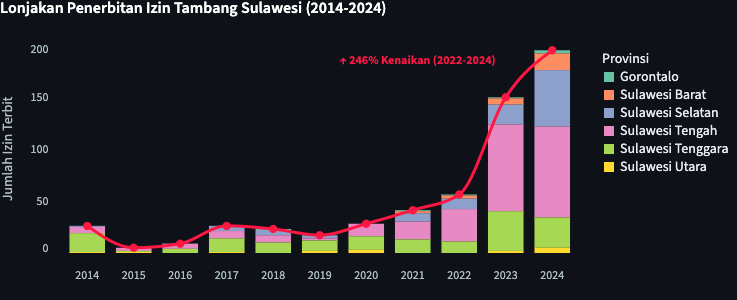 Lonjakan Penerbitan Izin Tambang Sulawesi (2014-2024)
↑ 246% Kenaikan (2022-2024)
Jumlah Izin Terbit
200
150
100
50
0
2014 2015 2016 2017 2018 2019 2020 2021 2022 2023 2024
Provinsi
Gorontalo
Sulawesi Barat
Sulawesi Selatan
Sulawesi Tengah
Sulawesi Tenggara
Sulawesi Utara